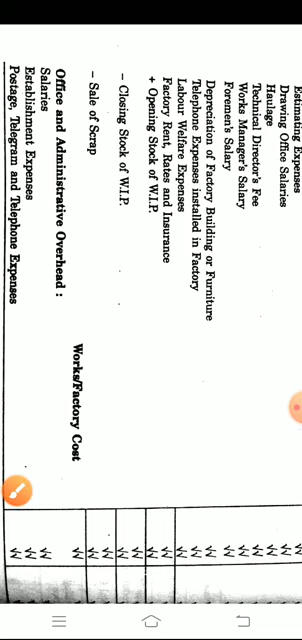 Estimating Expenses
Drawing Office Salaries
Haulage
Technical Director's Fee
Works Manager's Salary
Foremen's Salary
Depreciation of Factory Building or Furniture
Telephone Expenses installed in Factory
Labour Welfare Expenses
Factory Rent, Rates and Insurance
+ Opening Stock of W.I.P.
– Closing Stock of W.I.P.
– Sale of Scrap
Works/Factory Cost
Office and Administrative Overhead :
Salaries
Establishment Expenses
Postage, Telegram and Telephone Expenses